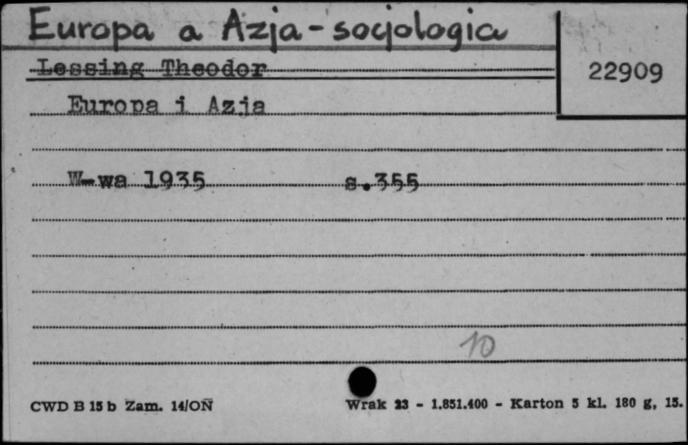 Europa a Azja - socjologia
22909
Lessing Theodor
Europa i Azja
W-wa 1935 s.355
10
CWD B 15 b Zam. 14/ON Wrak 23 - 1.851.400 - Karton 5 kl. 180 g, 15.